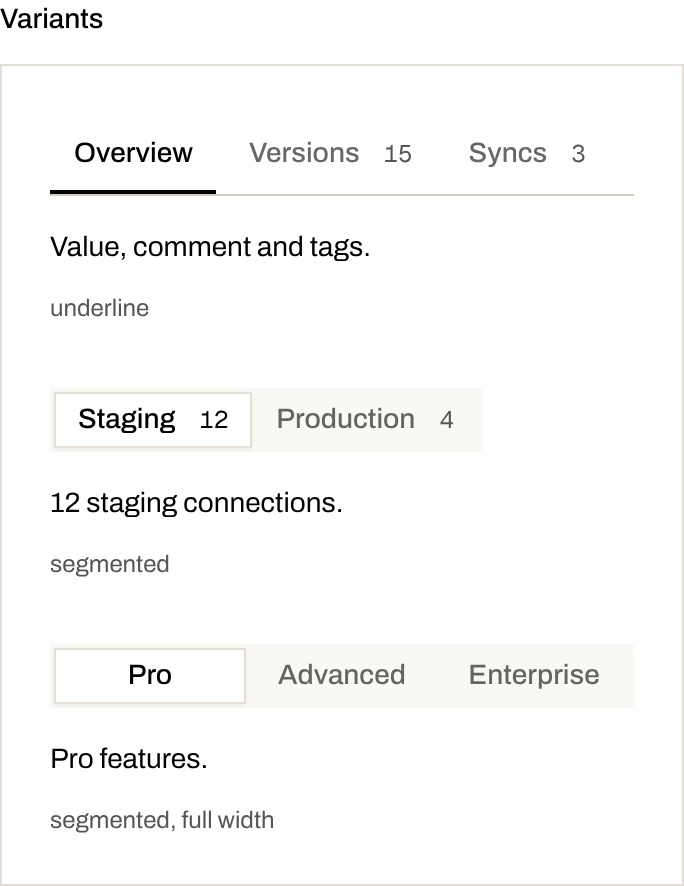 Variants
Overview Versions 15 Syncs 3
Value, comment and tags.
underline
Staging 12 Production 4
12 staging connections.
segmented
Pro Advanced Enterprise
Pro features.
segmented, full width